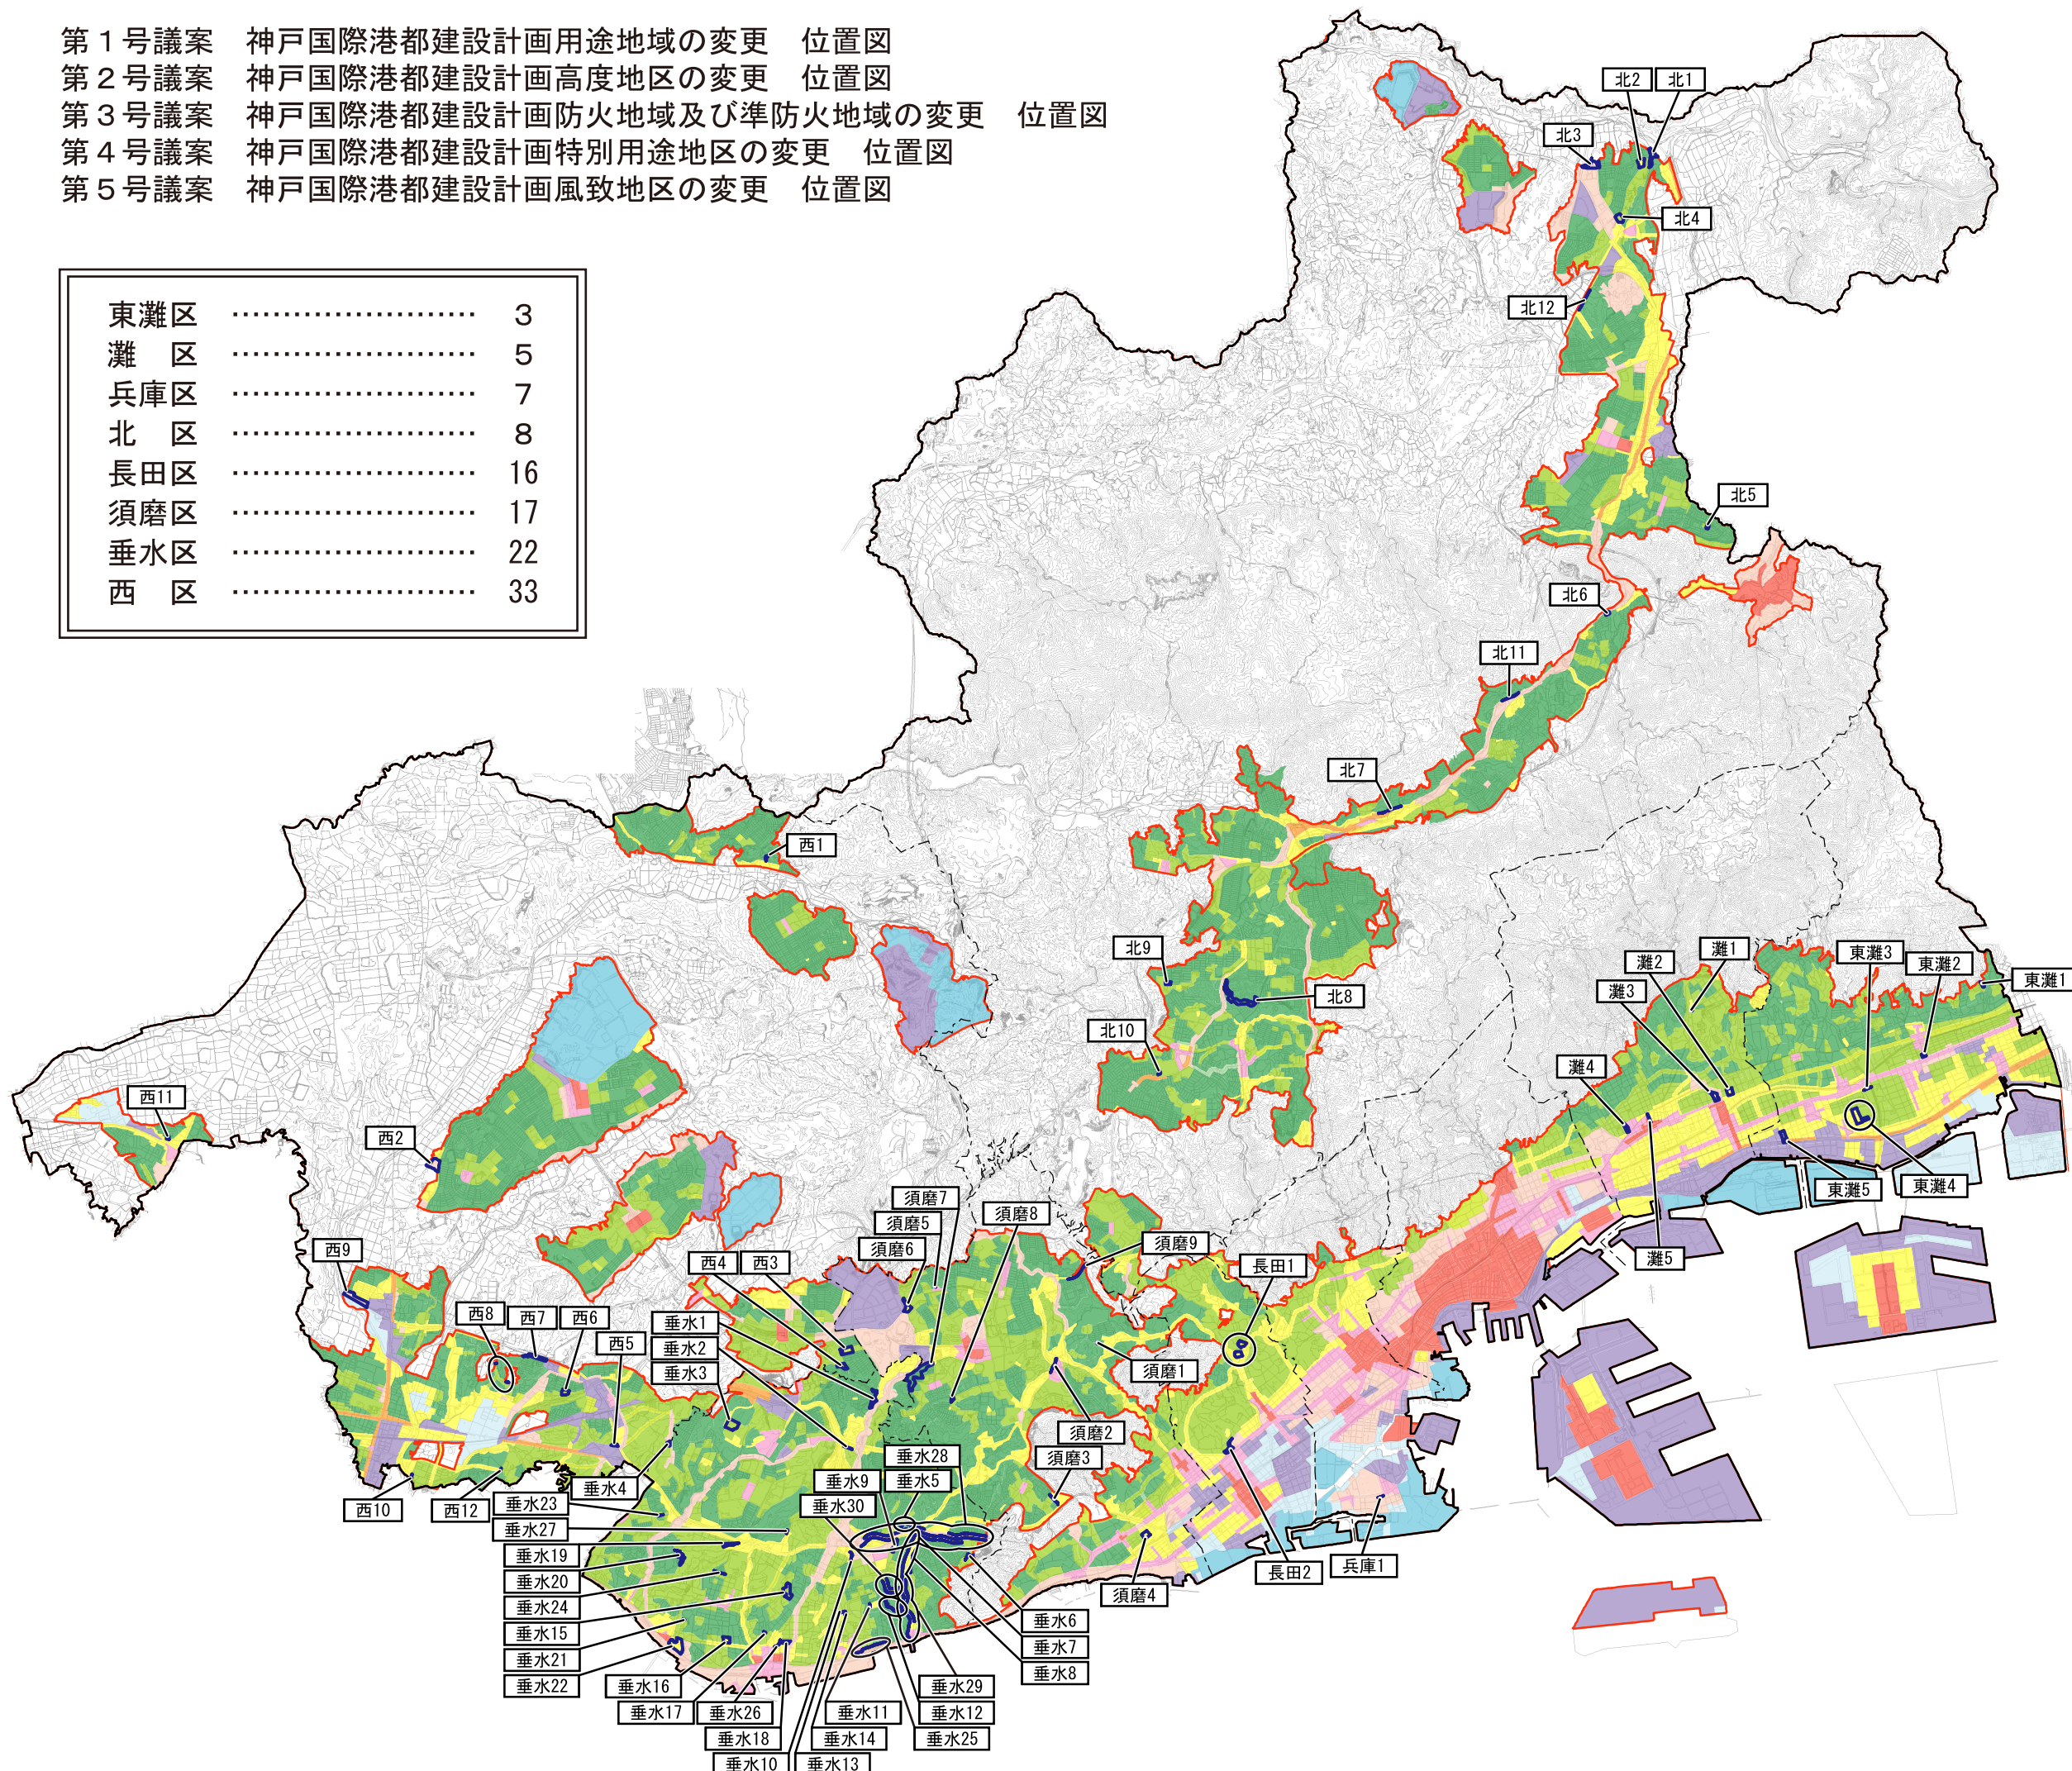 第１号議案　神戸国際港都建設計画用途地域の変更　位置図
第２号議案　神戸国際港都建設計画高度地区の変更　位置図
第３号議案　神戸国際港都建設計画防火地域及び準防火地域の変更　位置図
第４号議案　神戸国際港都建設計画特別用途地区の変更　位置図
第５号議案　神戸国際港都建設計画風致地区の変更　位置図
東灘区 ……………………… 3
灘　区 ……………………… 5
兵庫区 ……………………… 7
北　区 ……………………… 8
長田区 ……………………… 16
須磨区 ……………………… 17
垂水区 ……………………… 22
西　区 ……………………… 33
北2
北1
北3
北4
北12
北5
北6
北11
北7
西1
北9
北8
北10
灘1
灘2
灘3
東灘3
東灘2
東灘1
灘4
西11
西2
東灘5
東灘4
須磨7
須磨5
須磨8
須磨6
須磨9
西9
西4
西3
長田1
灘5
西8
西7
西6
西5
垂水1
垂水2
垂水3
須磨1
須磨2
須磨3
垂水28
垂水9
垂水5
垂水30
垂水4
西10
西12
垂水23
垂水27
垂水19
垂水20
垂水24
垂水15
垂水21
垂水22
長田2
兵庫1
須磨4
垂水6
垂水7
垂水8
垂水16
垂水29
垂水17
垂水26
垂水11
垂水12
垂水18
垂水14
垂水25
垂水10
垂水13